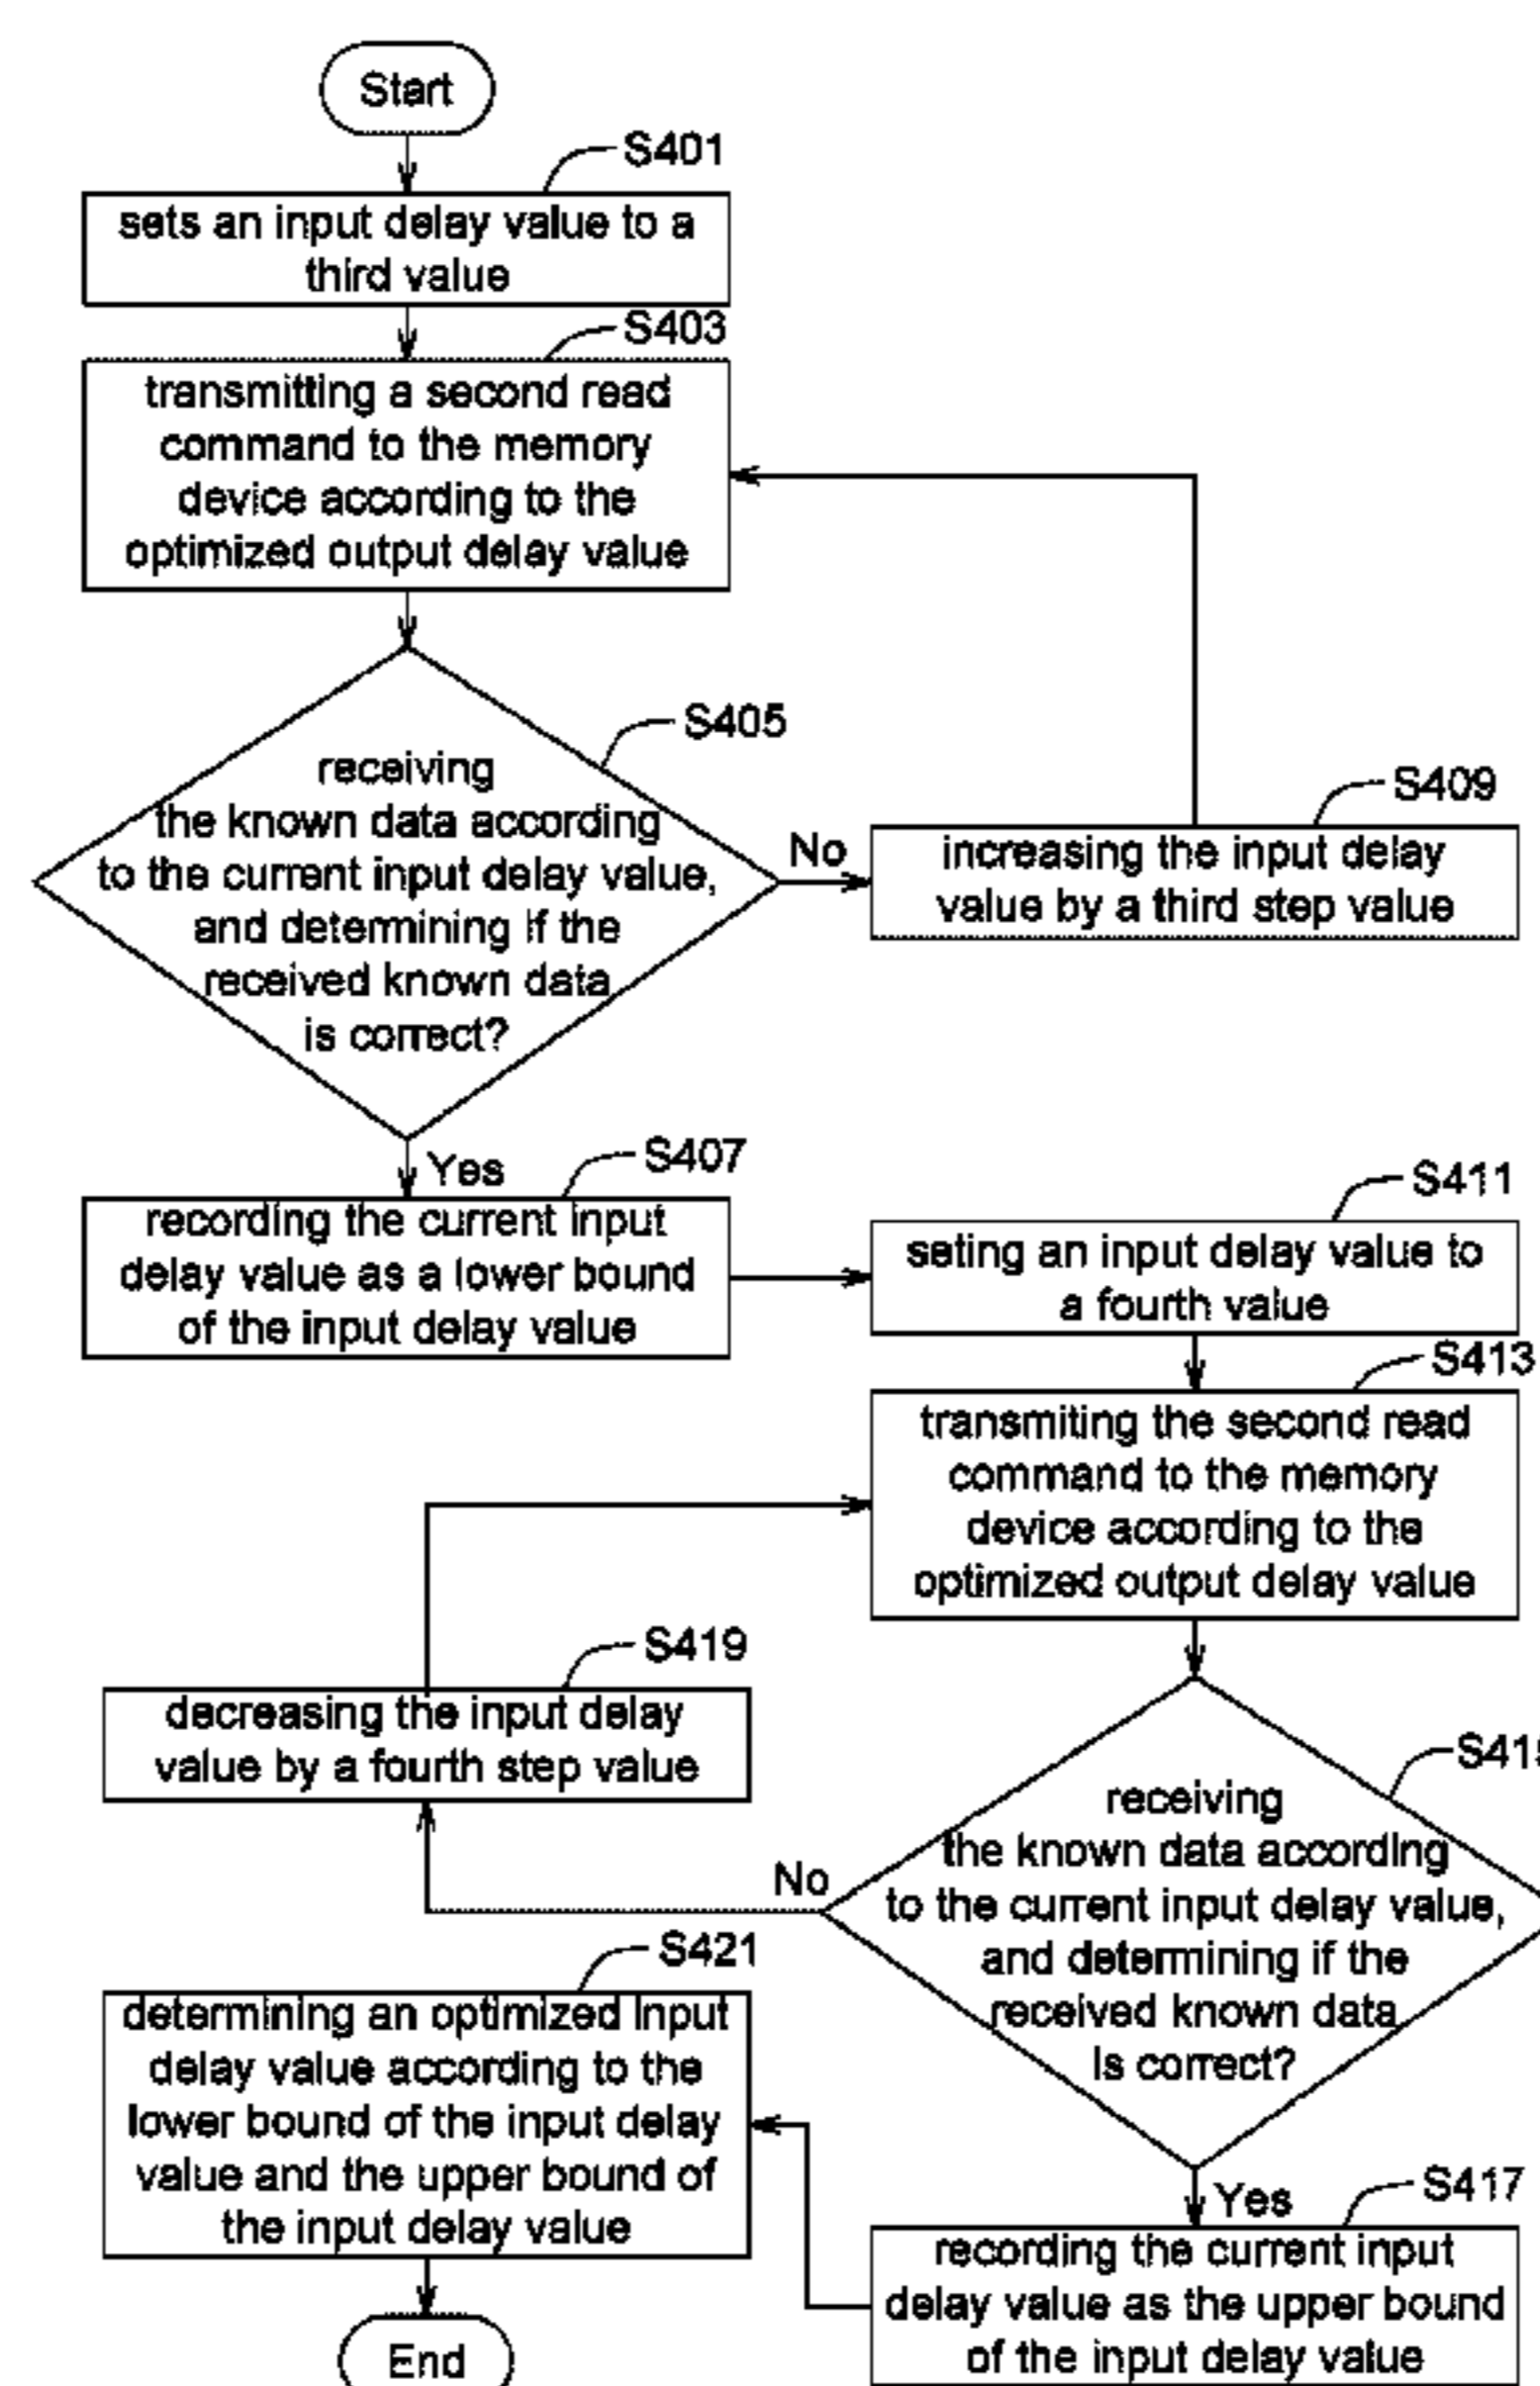 Start
S401
sets an input delay value to a
third value
S403
transmitting a second read
command to the memory
device according to the
optimized output delay value
S405
receiving
the known data according
to the current input delay value,
and determining if the
received known data
is correct?
No
S409
increasing the input delay
value by a third step value
Yes
S407
recording the current input
delay value as a lower bound
of the input delay value
S411
seting an input delay value to
a fourth value
S413
transmiting the second read
command to the memory
device according to the
optimized output delay value
S419
decreasing the input delay
value by a fourth step value
S415
receiving
the known data according
to the current input delay value,
and determining if the
received known data
is correct?
No
Yes
S417
recording the current input
delay value as the upper bound
of the input delay value
S421
determining an optimized input
delay value according to the
lower bound of the input delay
value and the upper bound of
the input delay value
End